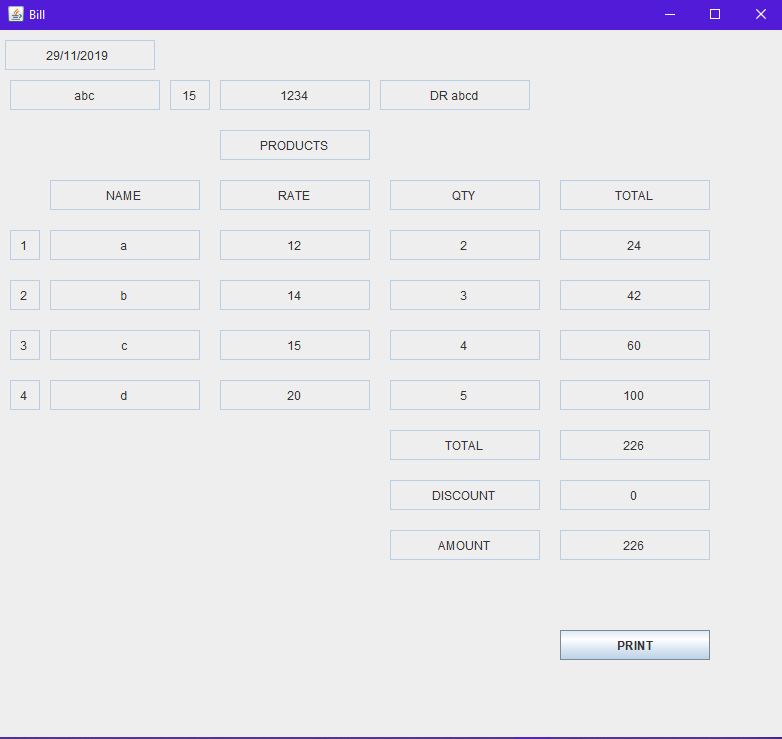 Bill
29/11/2019
abc 15 1234 DR abcd
PRODUCTS
NAME RATE QTY TOTAL
1 a 12 2 24
2 b 14 3 42
3 c 15 4 60
4 d 20 5 100
TOTAL 226
DISCOUNT 0
AMOUNT 226
PRINT